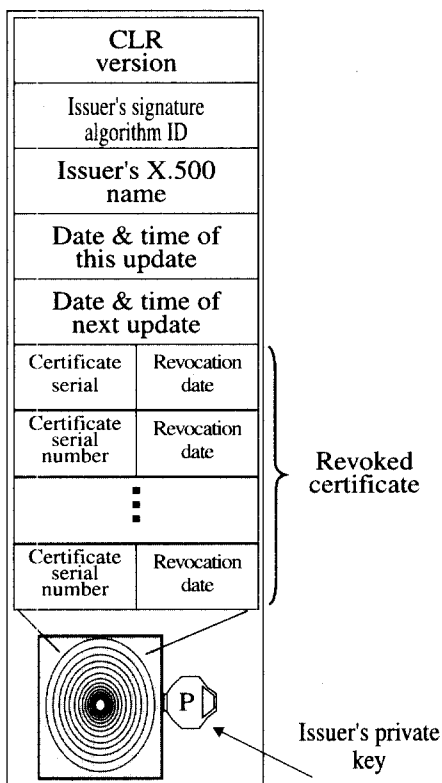 CLR
version
Issuer's signature
algorithm ID
Issuer's X.500
name
Date & time of
this update
Date & time of
next update
Certificate
serial
Revocation
date
Certificate
serial
number
Revocation
date
Certificate
serial
number
Revocation
date
Revoked
certificate
P
Issuer's private
key